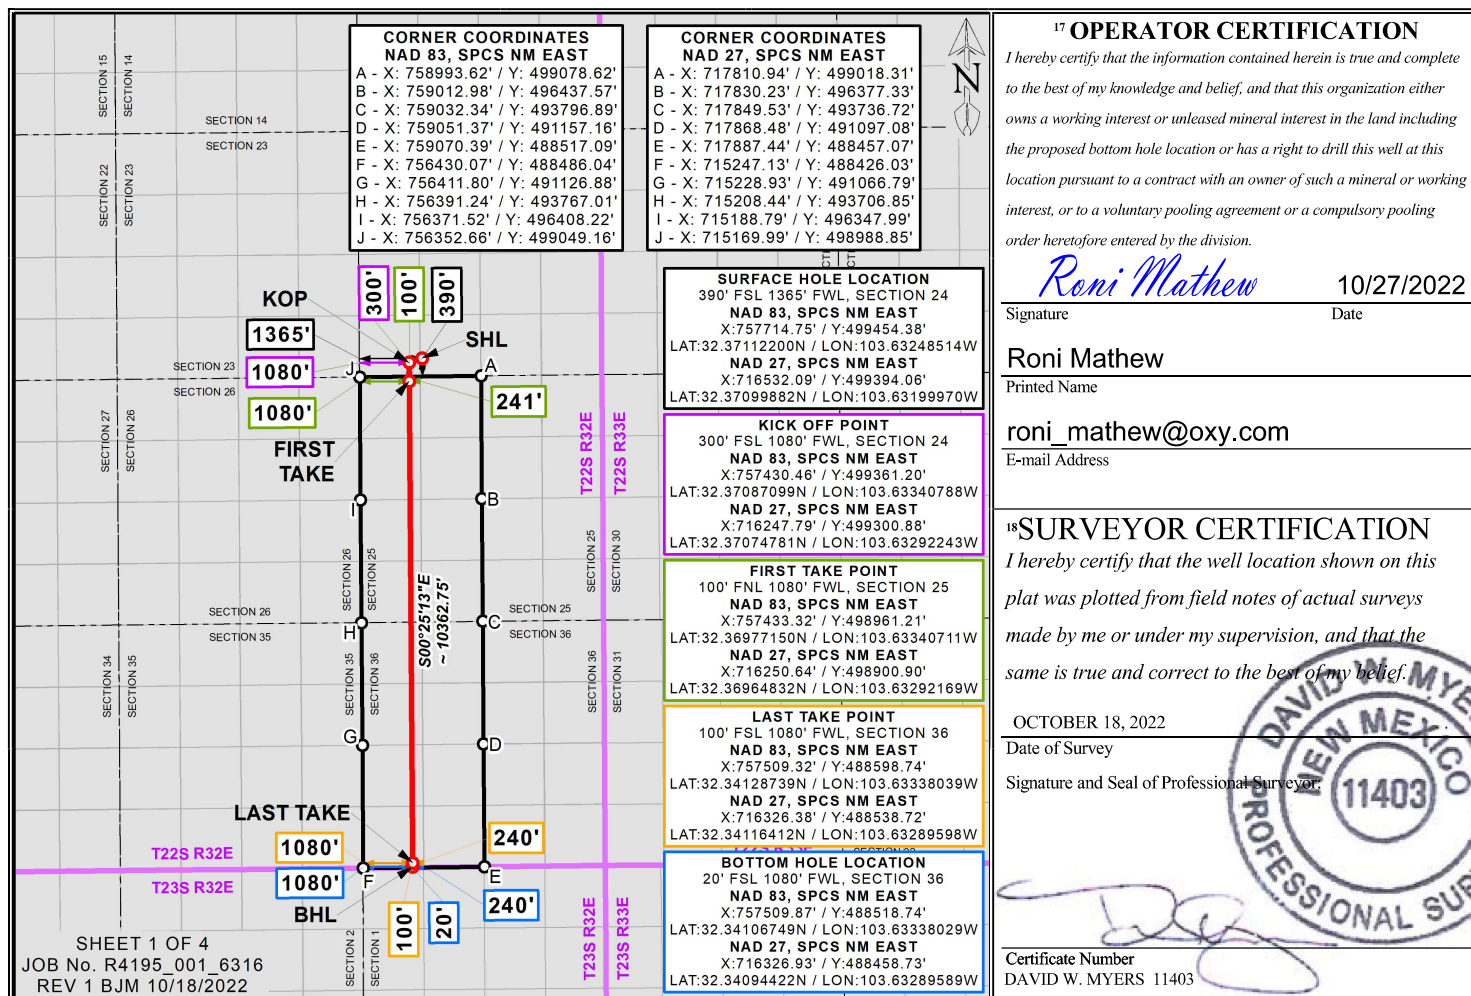 CORNER COORDINATES
NAD 83, SPCS NM EAST
A - X: 758993.62' / Y: 499078.62'
B - X: 759012.98' / Y: 496437.57'
C - X: 759032.34' / Y: 493796.89'
D - X: 759051.37' / Y: 491157.16'
E - X: 759070.39' / Y: 488517.09'
F - X: 756430.07' / Y: 488486.04'
G - X: 756411.80' / Y: 491126.88'
H - X: 756391.24' / Y: 493767.01'
I - X: 756371.52' / Y: 496408.22'
J - X: 756352.66' / Y: 499049.16'
CORNER COORDINATES
NAD 27, SPCS NM EAST
A - X: 717810.94' / Y: 499018.31'
B - X: 717830.23' / Y: 496377.33'
C - X: 717849.53' / Y: 493736.72'
D - X: 717868.48' / Y: 491097.08'
E - X: 717887.44' / Y: 488457.07'
F - X: 715247.13' / Y: 488426.03'
G - X: 715228.93' / Y: 491066.79'
H - X: 715208.44' / Y: 493706.85'
I - X: 715188.79' / Y: 496347.99'
J - X: 715169.99' / Y: 498988.85'
N
SECTION 15
SECTION 14
SECTION 14
SECTION 23
SECTION 22
SECTION 23
KOP
300'
100'
390'
1365'
SHL
SECTION 23
1080'
J
A
SECTION 26
1080'
241'
FIRST
TAKE
SECTION 27
SECTION 26
T22S R32E
T22S R33E
I
B
SECTION 26
SECTION 25
SECTION 25
SECTION 30
S00°25'13"E
~ 10362.75'
SECTION 26
SECTION 25
H
C
SECTION 35
SECTION 36
SECTION 34
SECTION 35
SECTION 35
SECTION 36
SECTION 36
SECTION 31
G
D
LAST TAKE
1080'
240'
T22S R32E
T23S R32E
1080'
F
E
BHL
100'
20'
240'
T23S R32E
T23S R33E
SECTION 2
SECTION 1
SHEET 1 OF 4
JOB No. R4195_001_6316
REV 1 BJM 10/18/2022
SURFACE HOLE LOCATION
390' FSL 1365' FWL, SECTION 24
NAD 83, SPCS NM EAST
X:757714.75' / Y:499454.38'
LAT:32.37112200N / LON:103.63248514W
NAD 27, SPCS NM EAST
X:716532.09' / Y:499394.06'
LAT:32.37099882N / LON:103.63199970W
KICK OFF POINT
300' FSL 1080' FWL, SECTION 24
NAD 83, SPCS NM EAST
X:757430.46' / Y:499361.20'
LAT:32.37087099N / LON:103.63340788W
NAD 27, SPCS NM EAST
X:716247.79' / Y:499300.88'
LAT:32.37074781N / LON:103.63292243W
FIRST TAKE POINT
100' FNL 1080' FWL, SECTION 25
NAD 83, SPCS NM EAST
X:757433.32' / Y:498961.21'
LAT:32.36977150N / LON:103.63340711W
NAD 27, SPCS NM EAST
X:716250.64' / Y:498900.90'
LAT:32.36964832N / LON:103.63292169W
LAST TAKE POINT
100' FSL 1080' FWL, SECTION 36
NAD 83, SPCS NM EAST
X:757509.32' / Y:488598.74'
LAT:32.34128739N / LON:103.63338039W
NAD 27, SPCS NM EAST
X:716326.38' / Y:488538.72'
LAT:32.34116412N / LON:103.63289598W
BOTTOM HOLE LOCATION
20' FSL 1080' FWL, SECTION 36
NAD 83, SPCS NM EAST
X:757509.87' / Y:488518.74'
LAT:32.34106749N / LON:103.63338029W
NAD 27, SPCS NM EAST
X:716326.93' / Y:488458.73'
LAT:32.34094422N / LON:103.63289589W
17 OPERATOR CERTIFICATION
I hereby certify that the information contained herein is true and complete
to the best of my knowledge and belief, and that this organization either
owns a working interest or unleased mineral interest in the land including
the proposed bottom hole location or has a right to drill this well at this
location pursuant to a contract with an owner of such a mineral or working
interest, or to a voluntary pooling agreement or a compulsory pooling
order heretofore entered by the division.
Roni Mathew
10/27/2022
Signature
Date
Roni Mathew
Printed Name
roni_mathew@oxy.com
E-mail Address
18 SURVEYOR CERTIFICATION
I hereby certify that the well location shown on this
plat was plotted from field notes of actual surveys
made by me or under my supervision, and that the
same is true and correct to the best of my belief.
OCTOBER 18, 2022
Date of Survey
Signature and Seal of Professional Surveyor:
DAVID W. MYE
NEW MEXICO
11403
PROFESSIONAL SU
Certificate Number
DAVID W. MYERS 11403